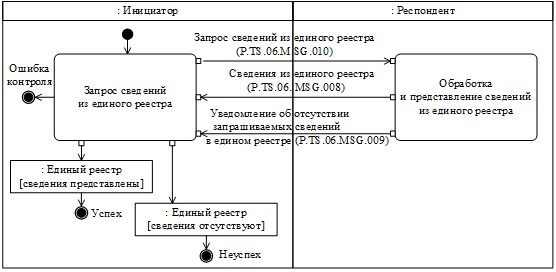 : Инициатор
: Респондент
Запрос сведений из единого реестра
(P.TS.06.MSG.010)
Ошибка
контроля
Запрос сведений
из единого реестра
Сведения из единого реестра
(P.TS.06.MSG.008)
Обработка
и представление сведений
из единого реестра
Уведомление об отсутствии
запрашиваемых сведений
в едином реестре (P.TS.06.MSG.009)
: Единый реестр
[сведения представлены]
Успех
: Единый реестр
[сведения отсутствуют]
Неуспех